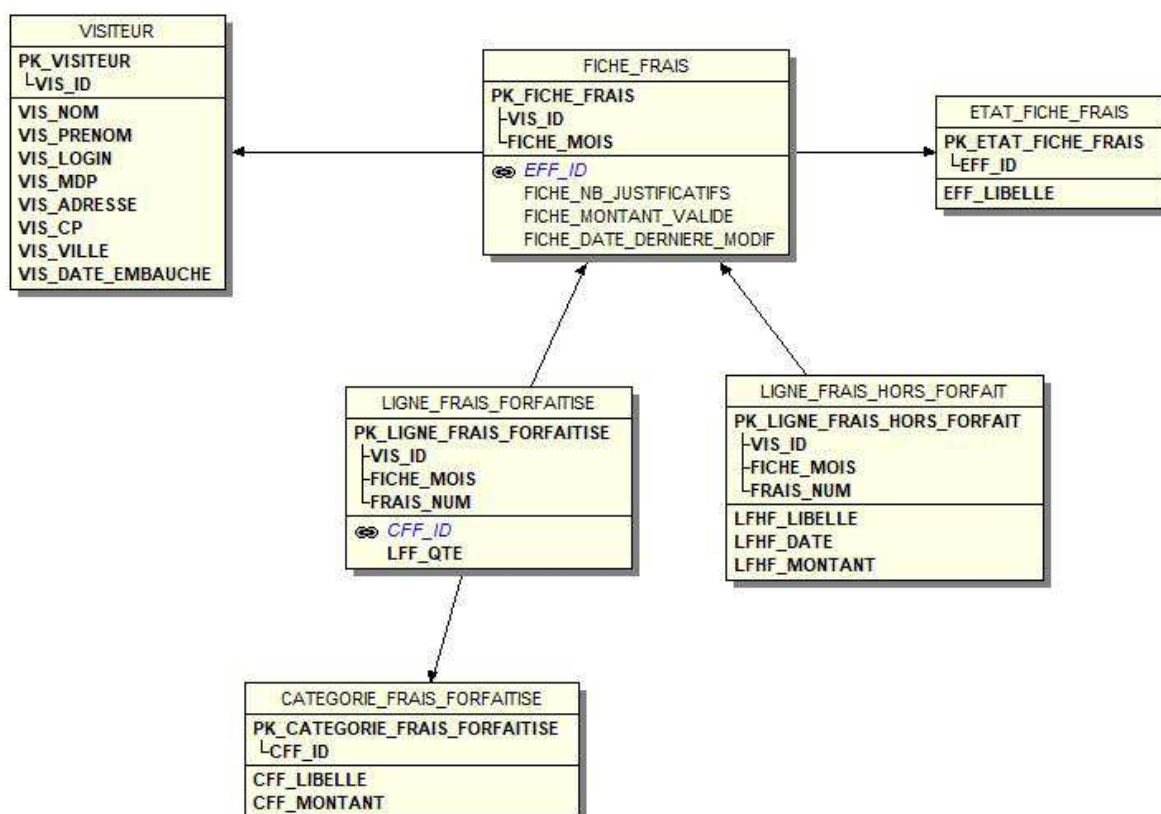 VISITEUR
PK_VISITEUR
VIS_ID
VIS_NOM
VIS_PRENOM
VIS_LOGIN
VIS_MDP
VIS_ADRESSE
VIS_CP
VIS_VILLE
VIS_DATE_EMBAUCHE
FICHE_FRAIS
PK_FICHE_FRAIS
VIS_ID
FICHE_MOIS
EFF_ID
FICHE_NB_JUSTIFICATIFS
FICHE_MONTANT_VALIDE
FICHE_DATE_DERNIERE_MODIF
ETAT_FICHE_FRAIS
PK_ETAT_FICHE_FRAIS
EFF_ID
EFF_LIBELLE
LIGNE_FRAIS_FORFAITISE
PK_LIGNE_FRAIS_FORFAITISE
VIS_ID
FICHE_MOIS
FRAIS_NUM
CFF_ID
LFF_QTE
LIGNE_FRAIS_HORS_FORFAIT
PK_LIGNE_FRAIS_HORS_FORFAIT
VIS_ID
FICHE_MOIS
FRAIS_NUM
LFHF_LIBELLE
LFHF_DATE
LFHF_MONTANT
CATEGORIE_FRAIS_FORFAITISE
PK_CATEGORIE_FRAIS_FORFAITISE
CFF_ID
CFF_LIBELLE
CFF_MONTANT